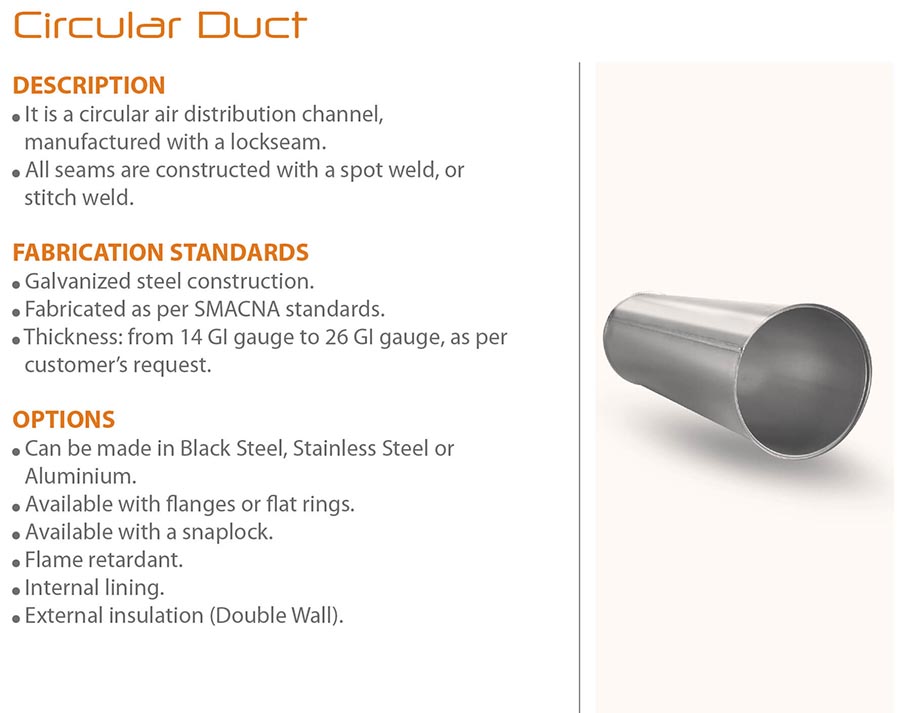 Circular Duct
DESCRIPTION
• It is a circular air distribution channel,
manufactured with a lockseam.
• All seams are constructed with a spot weld, or
stitch weld.
FABRICATION STANDARDS
• Galvanized steel construction.
• Fabricated as per SMACNA standards.
• Thickness: from 14 GI gauge to 26 GI gauge, as per
customer's request.
OPTIONS
• Can be made in Black Steel, Stainless Steel or
Aluminium.
• Available with flanges or flat rings.
• Available with a snaplock.
• Flame retardant.
• Internal lining.
• External insulation (Double Wall).